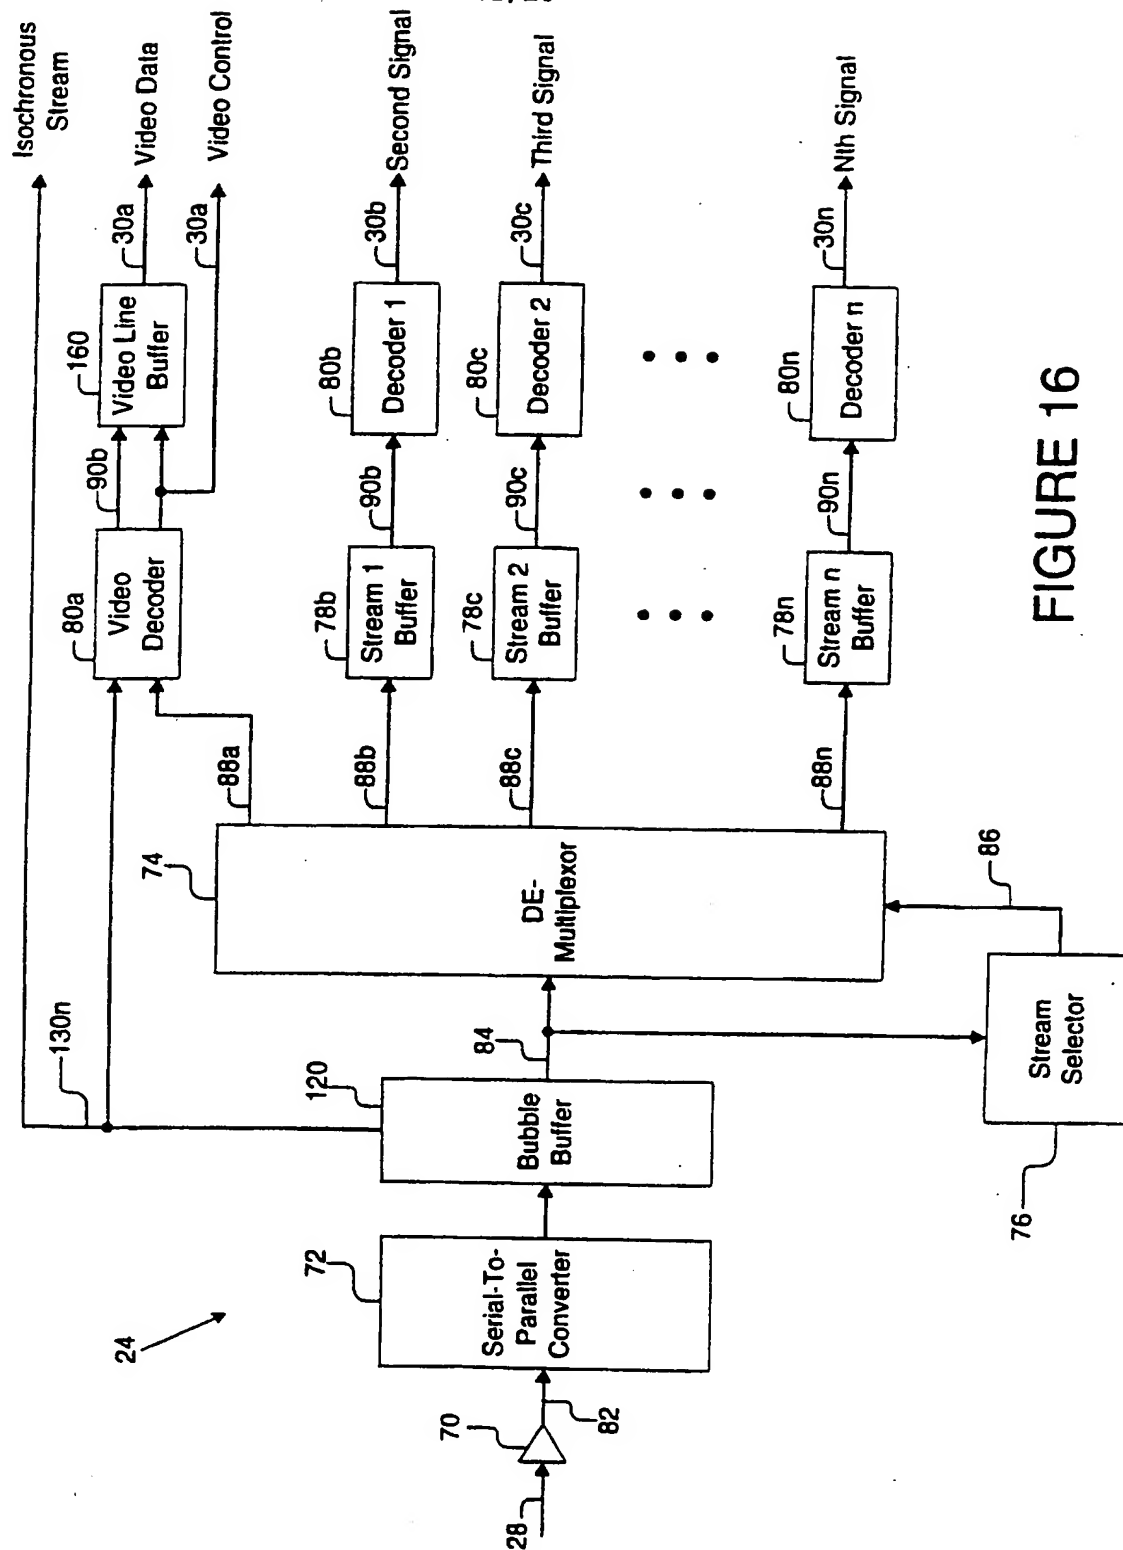 Isochronous
Stream
Video Data
Video Control
30a
30a
160
Video Line
Buffer
90b
80a
Video
Decoder
Second Signal
30b
80b
Decoder 1
90b
78b
Stream 1
Buffer
Third Signal
30c
80c
Decoder 2
90c
78c
Stream 2
Buffer
Nth Signal
30n
80n
Decoder n
90n
78n
Stream n
Buffer
88a
88b
88c
88n
74
DE-
Multiplexor
86
130n
84
120
Bubble
Buffer
Stream
Selector
76
72
Serial-To-
Parallel
Converter
24
70
82
28
FIGURE 16